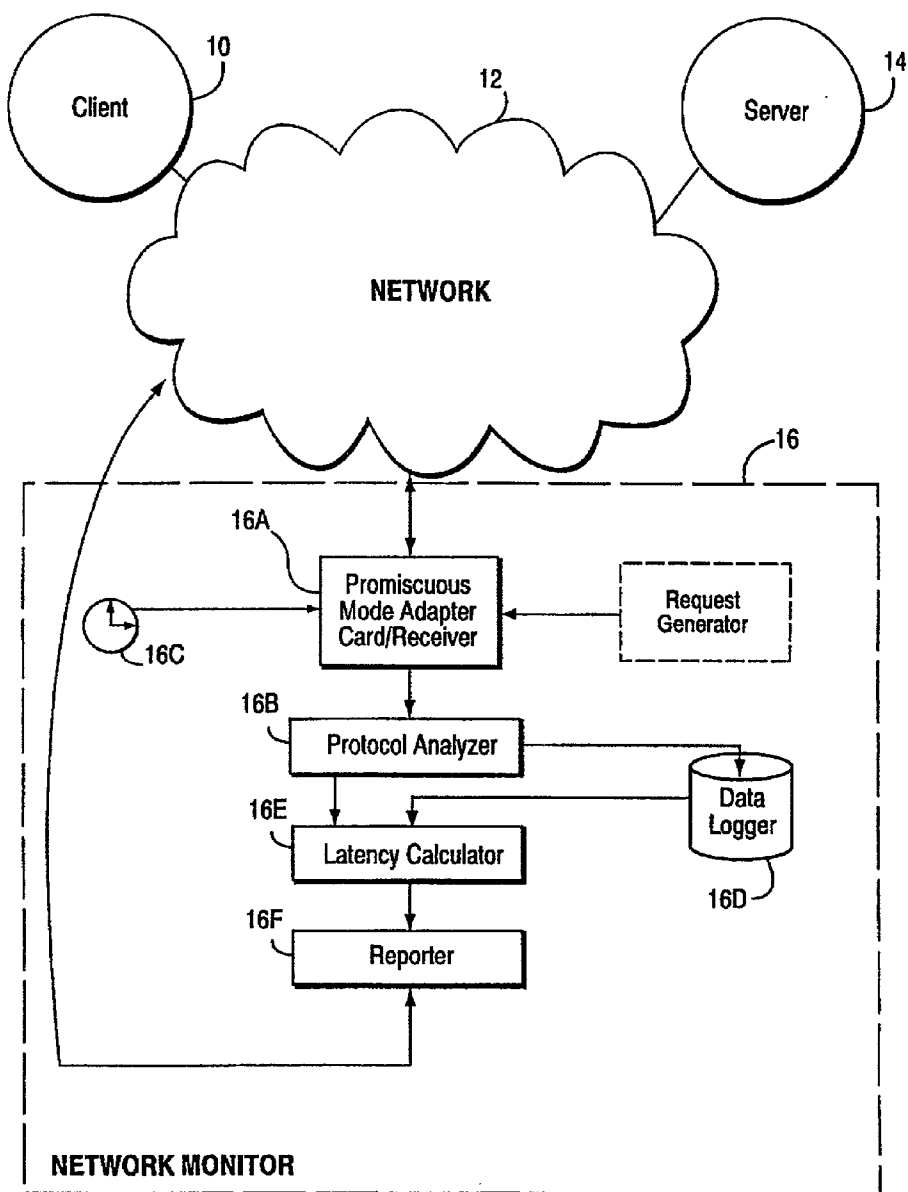 10
Client
12
14
Server
NETWORK
16
16A
Promiscuous
Mode Adapter
Card/Receiver
Request
Generator
16C
16B
Protocol Analyzer
Data
Logger
16E
Latency Calculator
16D
16F
Reporter
NETWORK MONITOR